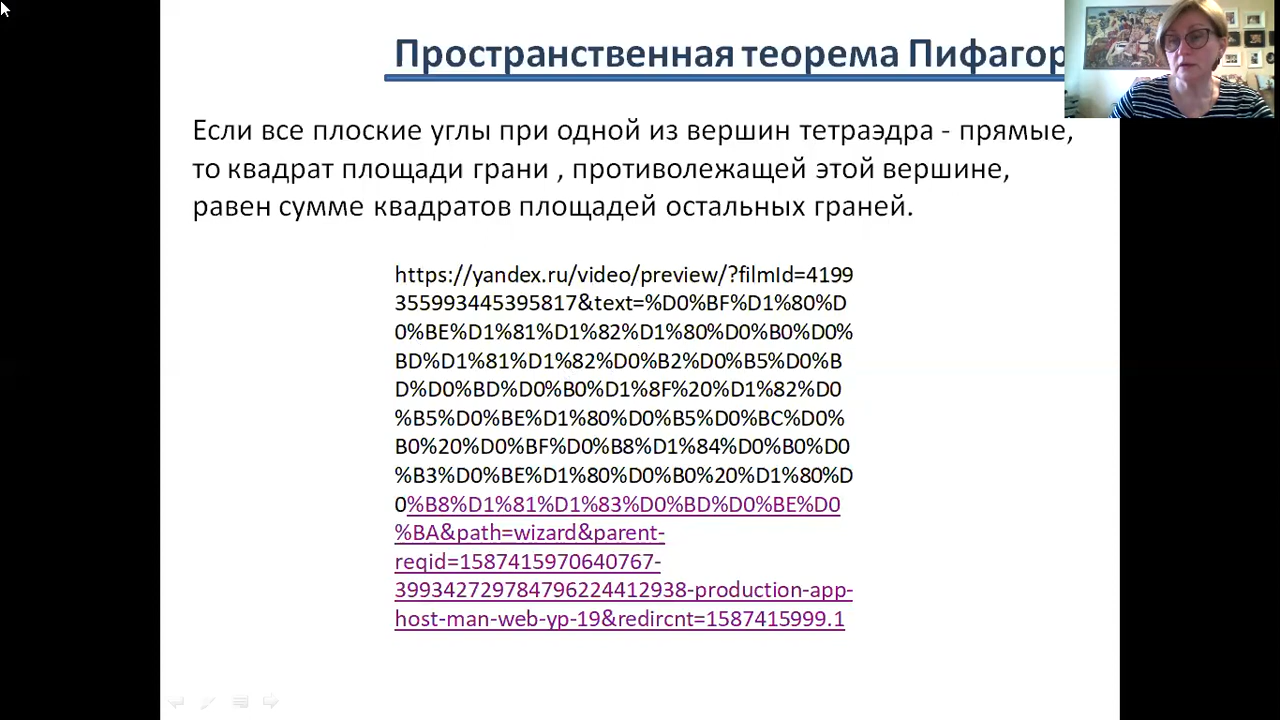 Пространственная теорема Пифагор
Если все плоские углы при одной из вершин тетраэдра - прямые,
то квадрат площади грани , противолежащей этой вершине,
равен сумме квадратов площадей остальных граней.
https://yandex.ru/video/preview/?filmId=4199
355993445395817&text=%D0%BF%D1%80%D
0%BE%D1%81%D1%82%D1%80%D0%B0%D0%
BD%D1%81%D1%82%D0%B2%D0%B5%D0%B
D%D0%BD%D0%B0%D1%8F%20%D1%82%D0
%B5%D0%BE%D1%80%D0%B5%D0%BC%D0%
B0%20%D0%BF%D0%B8%D1%84%D0%B0%D0
%B3%D0%BE%D1%80%D0%B0%20%D1%80%D
0%B8%D1%81%D1%83%D0%BD%D0%BE%D0
%BA&path=wizard&parent-
reqid=1587415970640767-
399342729784796224412938-production-app-
host-man-web-yp-19&redircnt=1587415999.1